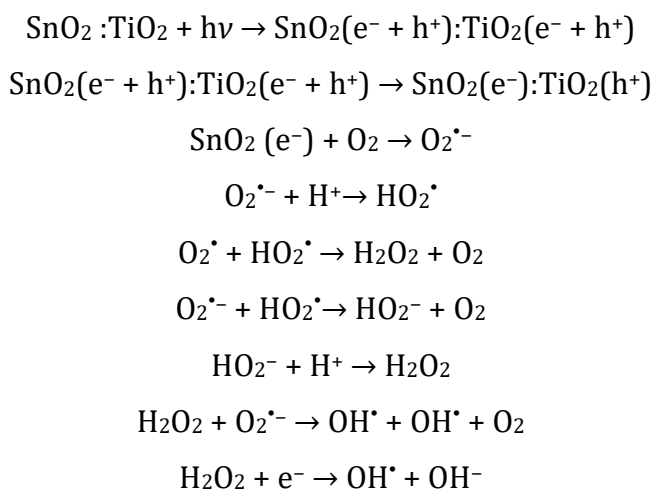 SnO₂ :TiO₂ + hν → SnO₂(e⁻ + h⁺):TiO₂(e⁻ + h⁺)
SnO₂(e⁻ + h⁺):TiO₂(e⁻ + h⁺) → SnO₂(e⁻):TiO₂(h⁺)
SnO₂ (e⁻) + O₂ → O₂•⁻
O₂•⁻ + H⁺→ HO₂•
O₂• + HO₂• → H₂O₂ + O₂
O₂•⁻ + HO₂•→ HO₂⁻ + O₂
HO₂⁻ + H⁺ → H₂O₂
H₂O₂ + O₂•⁻ → OH• + OH• + O₂
H₂O₂ + e⁻ → OH• + OH⁻